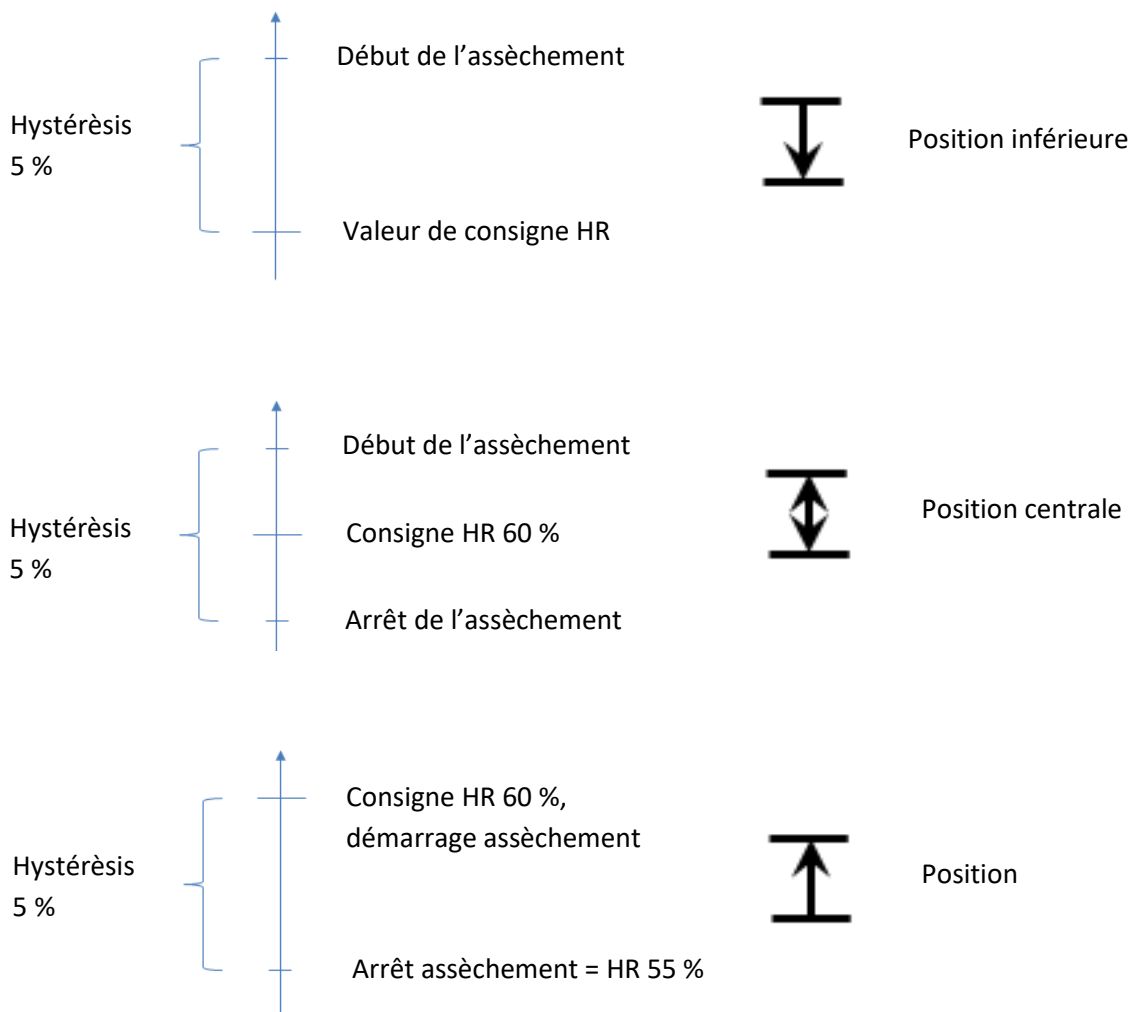 Début de l’assèchement
Hystérèsis
5 %
Position inférieure
Valeur de consigne HR
Début de l’assèchement
Hystérèsis
5 %
Consigne HR 60 %
Position centrale
Arrêt de l’assèchement
Consigne HR 60 %,
démarrage assèchement
Hystérèsis
5 %
Position
Arrêt assèchement = HR 55 %